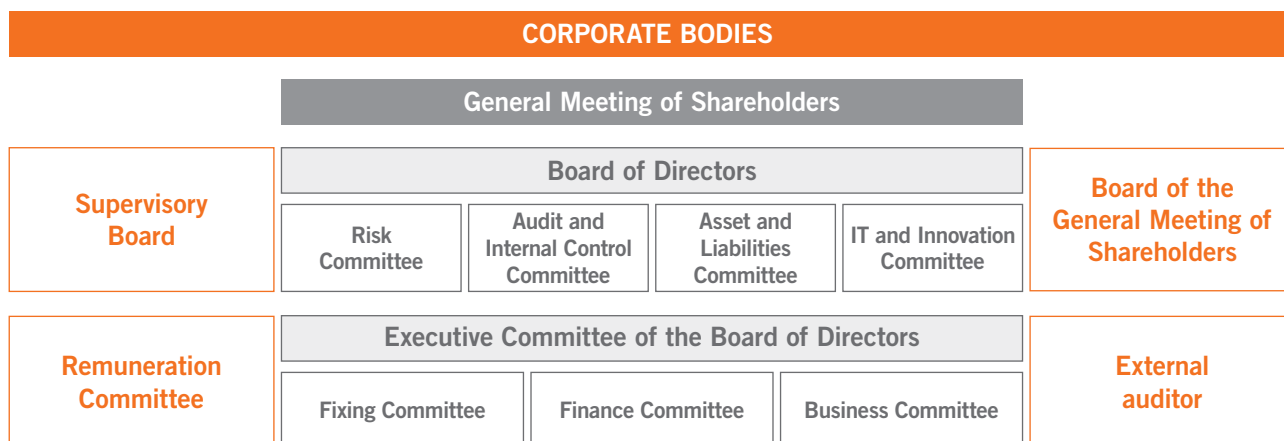 CORPORATE BODIES
General Meeting of Shareholders
Supervisory
Board
Board of Directors
Risk
Committee
Audit and
Internal Control
Committee
Asset and
Liabilities
Committee
IT and Innovation
Committee
Board of the
General Meeting of
Shareholders
Remuneration
Committee
Executive Committee of the Board of Directors
Fixing Committee
Finance Committee
Business Committee
External
auditor